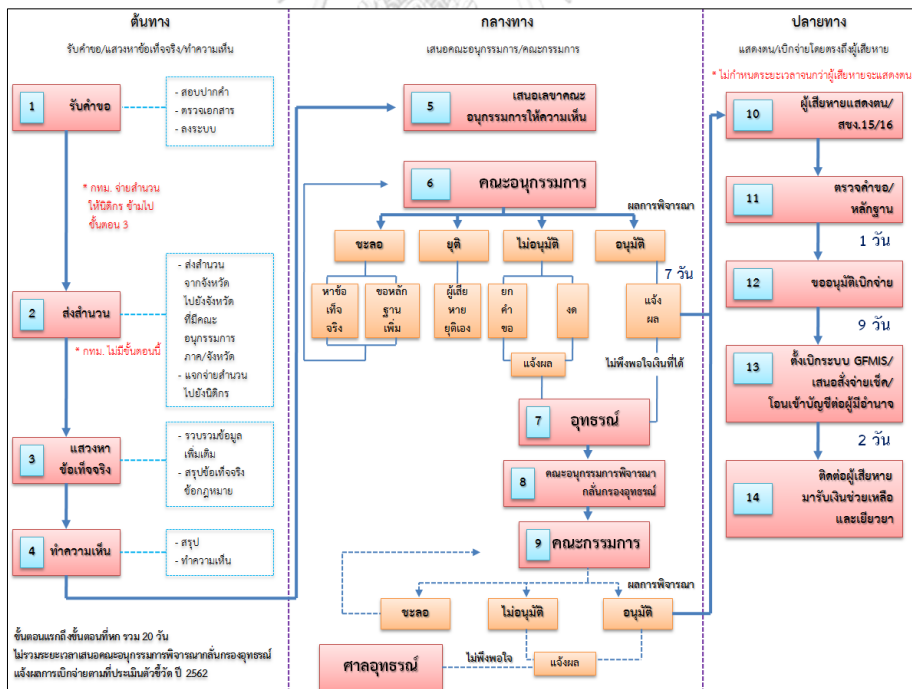 ต้นทาง
รับคำขอ/แสวงหาข้อเท็จจริง/ทำความเห็น
1
รับคำขอ
- สอบปากคำ
- ตรวจเอกสาร
- ลงระบบ
* กทม. จ่ายสำนวน
ให้นิติกร ข้ามไป
ขั้นตอน 3
2
ส่งสำนวน
- ส่งสำนวน
จากจังหวัด
ไปยังจังหวัด
ที่มีคณะ
อนุกรรมการ
ภาค/จังหวัด
- แจกจ่ายสำนวน
ไปยังนิติกร
* กทม. ไม่มีขั้นตอนนี้
3
แสวงหา
ข้อเท็จจริง
- รวบรวมข้อมูล
เพิ่มเติม
- สรุปข้อเท็จจริง
ข้อกฎหมาย
4
ทำความเห็น
- สรุป
- ทำความเห็น
ขั้นตอนแรกถึงขั้นตอนที่หก รวม 20 วัน
ไม่รวมระยะเวลาเสนอคณะอนุกรรมการพิจารณากลั่นกรองอุทธรณ์
แจ้งผลการเบิกจ่ายตามที่ประเมินตัวชี้วัด ปี 2562
กลางทาง
เสนอคณะอนุกรรมการ/คณะกรรมการ
5
เสนอเลขาคณะ
อนุกรรมการให้ความเห็น
6
คณะอนุกรรมการ
ผลการพิจารณา
ชะลอ
ยุติ
ไม่อนุมัติ
อนุมัติ
7 วัน
หาข้อ
เท็จ
จริง
ขอหลัก
ฐาน
เพิ่ม
ผู้เสีย
หาย
ยุติเอง
ยก
คำ
ขอ
งด
แจ้ง
ผล
แจ้งผล
ไม่พึงพอใจเงินที่ได้
7
อุทธรณ์
8
คณะอนุกรรมการพิจารณา
กลั่นกรองอุทธรณ์
9
คณะกรรมการ
ผลการพิจารณา
ชะลอ
ไม่อนุมัติ
อนุมัติ
ไม่พึงพอใจ
แจ้งผล
ศาลอุทธรณ์
ปลายทาง
แสดงตน/เบิกจ่ายโดยตรงถึงผู้เสียหาย
* ไม่กำหนดระยะเวลาจนกว่าผู้เสียหายจะแสดงตน
10
ผู้เสียหายแสดงตน/
สชง.15/16
11
ตรวจคำขอ/
หลักฐาน
1 วัน
12
ขออนุมัติเบิกจ่าย
9 วัน
13
ตั้งเบิกระบบ GFMIS/
เสนอสั่งจ่ายเช็ค/
โอนเข้าบัญชีต่อผู้มีอำนาจ
2 วัน
14
ติดต่อผู้เสียหาย
มารับเงินช่วยเหลือ
และเยียวยา